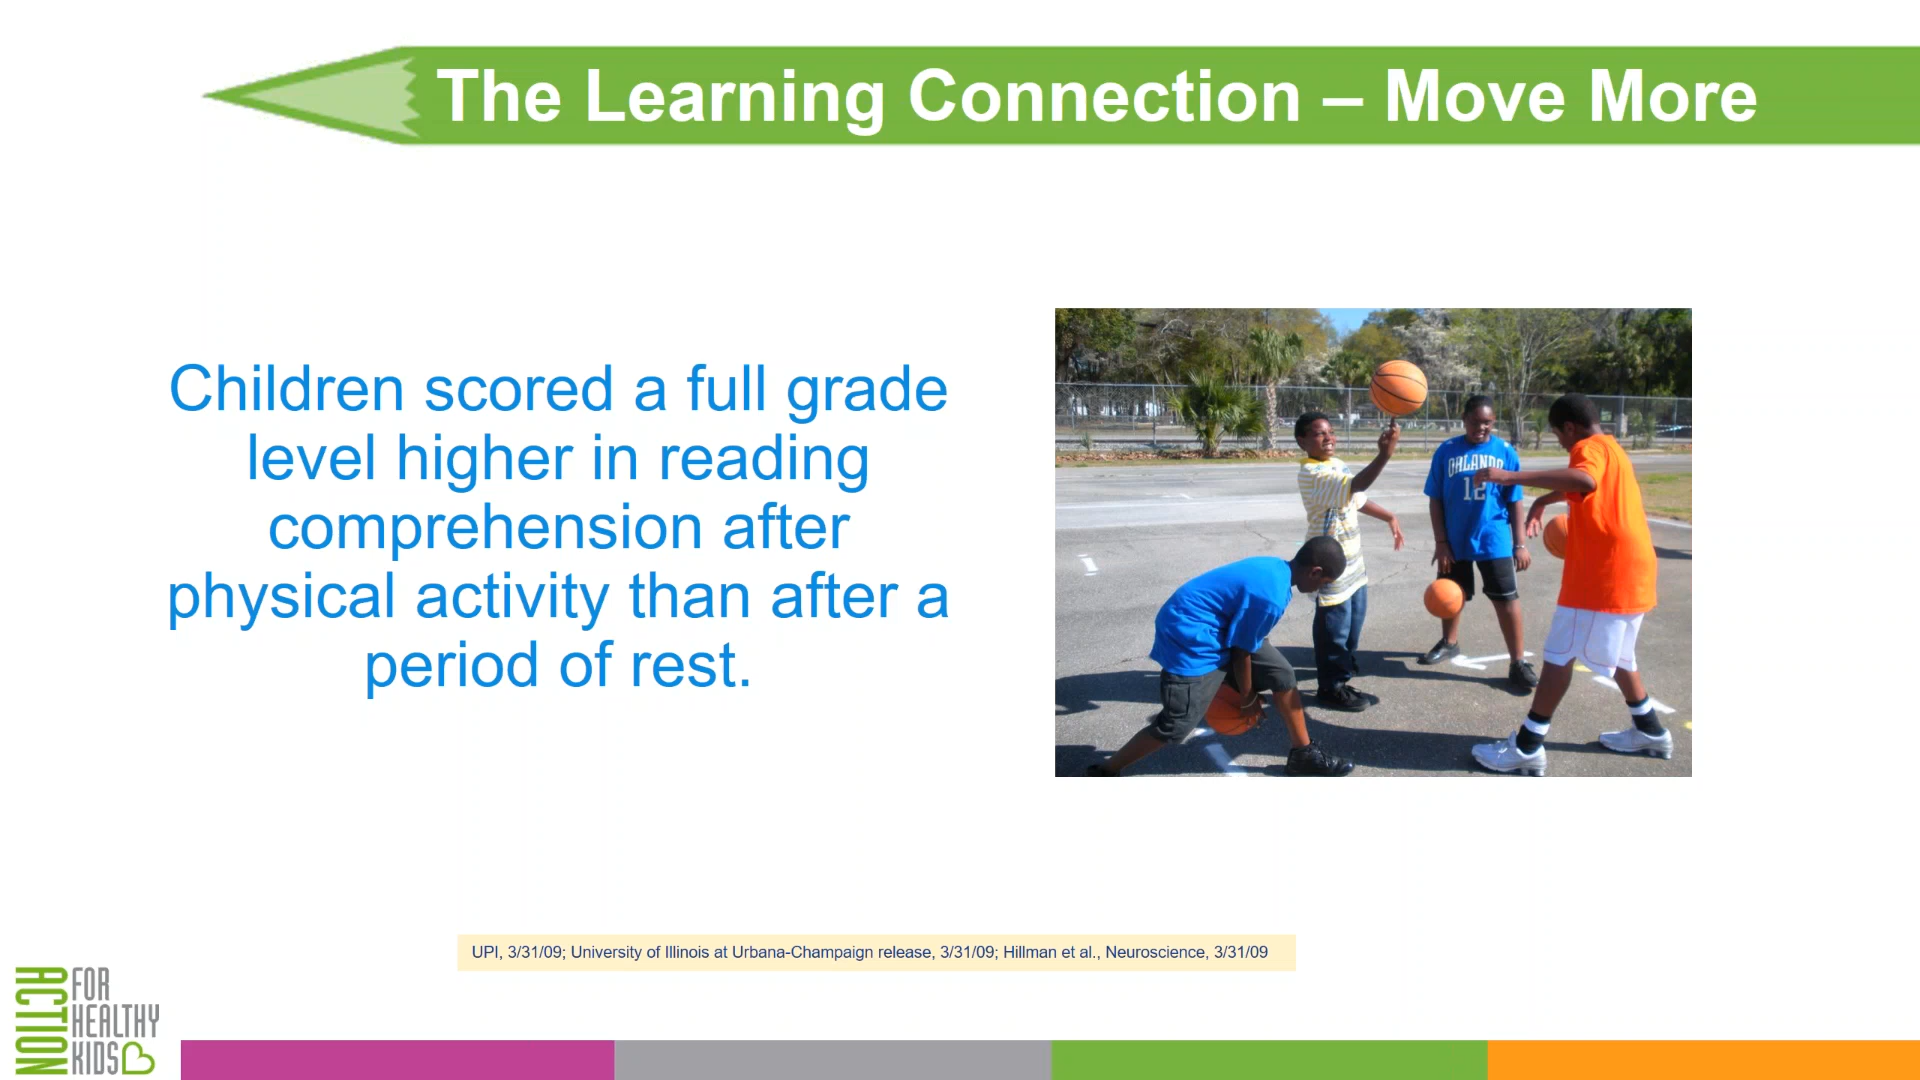 The Learning Connection – Move More
Children scored a full grade
level higher in reading
comprehension after
physical activity than after a
period of rest.
ORLANDO
12
UPI, 3/31/09; University of Illinois at Urbana-Champaign release, 3/31/09; Hillman et al., Neuroscience, 3/31/09
ACTION
FOR
HEALTHY
KIDS